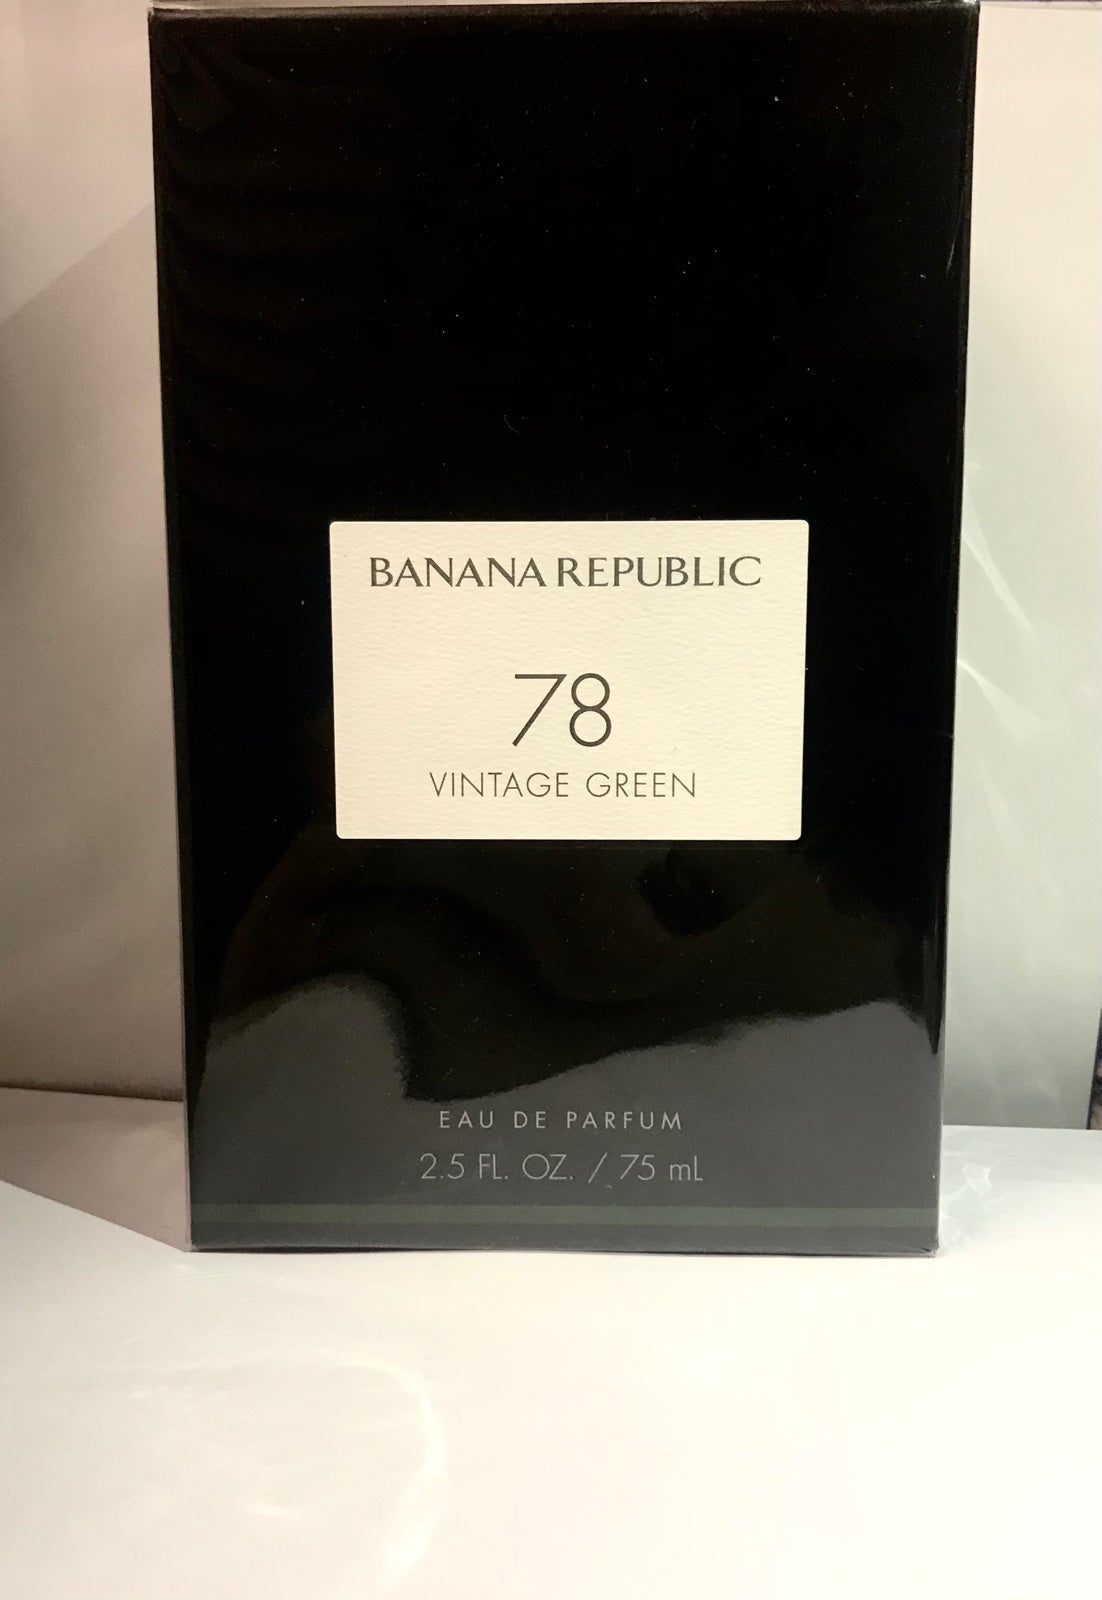 BANANA REPUBLIC
78
VINTAGE GREEN
EAU DE PARFUM
2.5 FL. OZ. / 75 mL